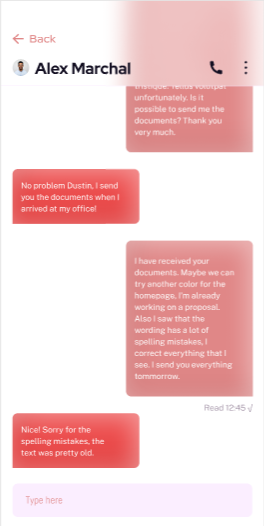 Back
Alex Marchal
unfortunately. Is it
possible to send me the
documents? Thank you
very much.
No problem Dustin, I send
you the documents when I
arrived at my office!
I have received your
documents. Maybe we can
try another color for the
homepage, I'm already
working on a proposal.
Also I saw that the
wording has a lot of
spelling mistakes, I
correct everything that I
see. I send you everything
tommorrow.
Read 12:45
Nice! Sorry for the
spelling mistakes, the
text was pretty old.
Type here